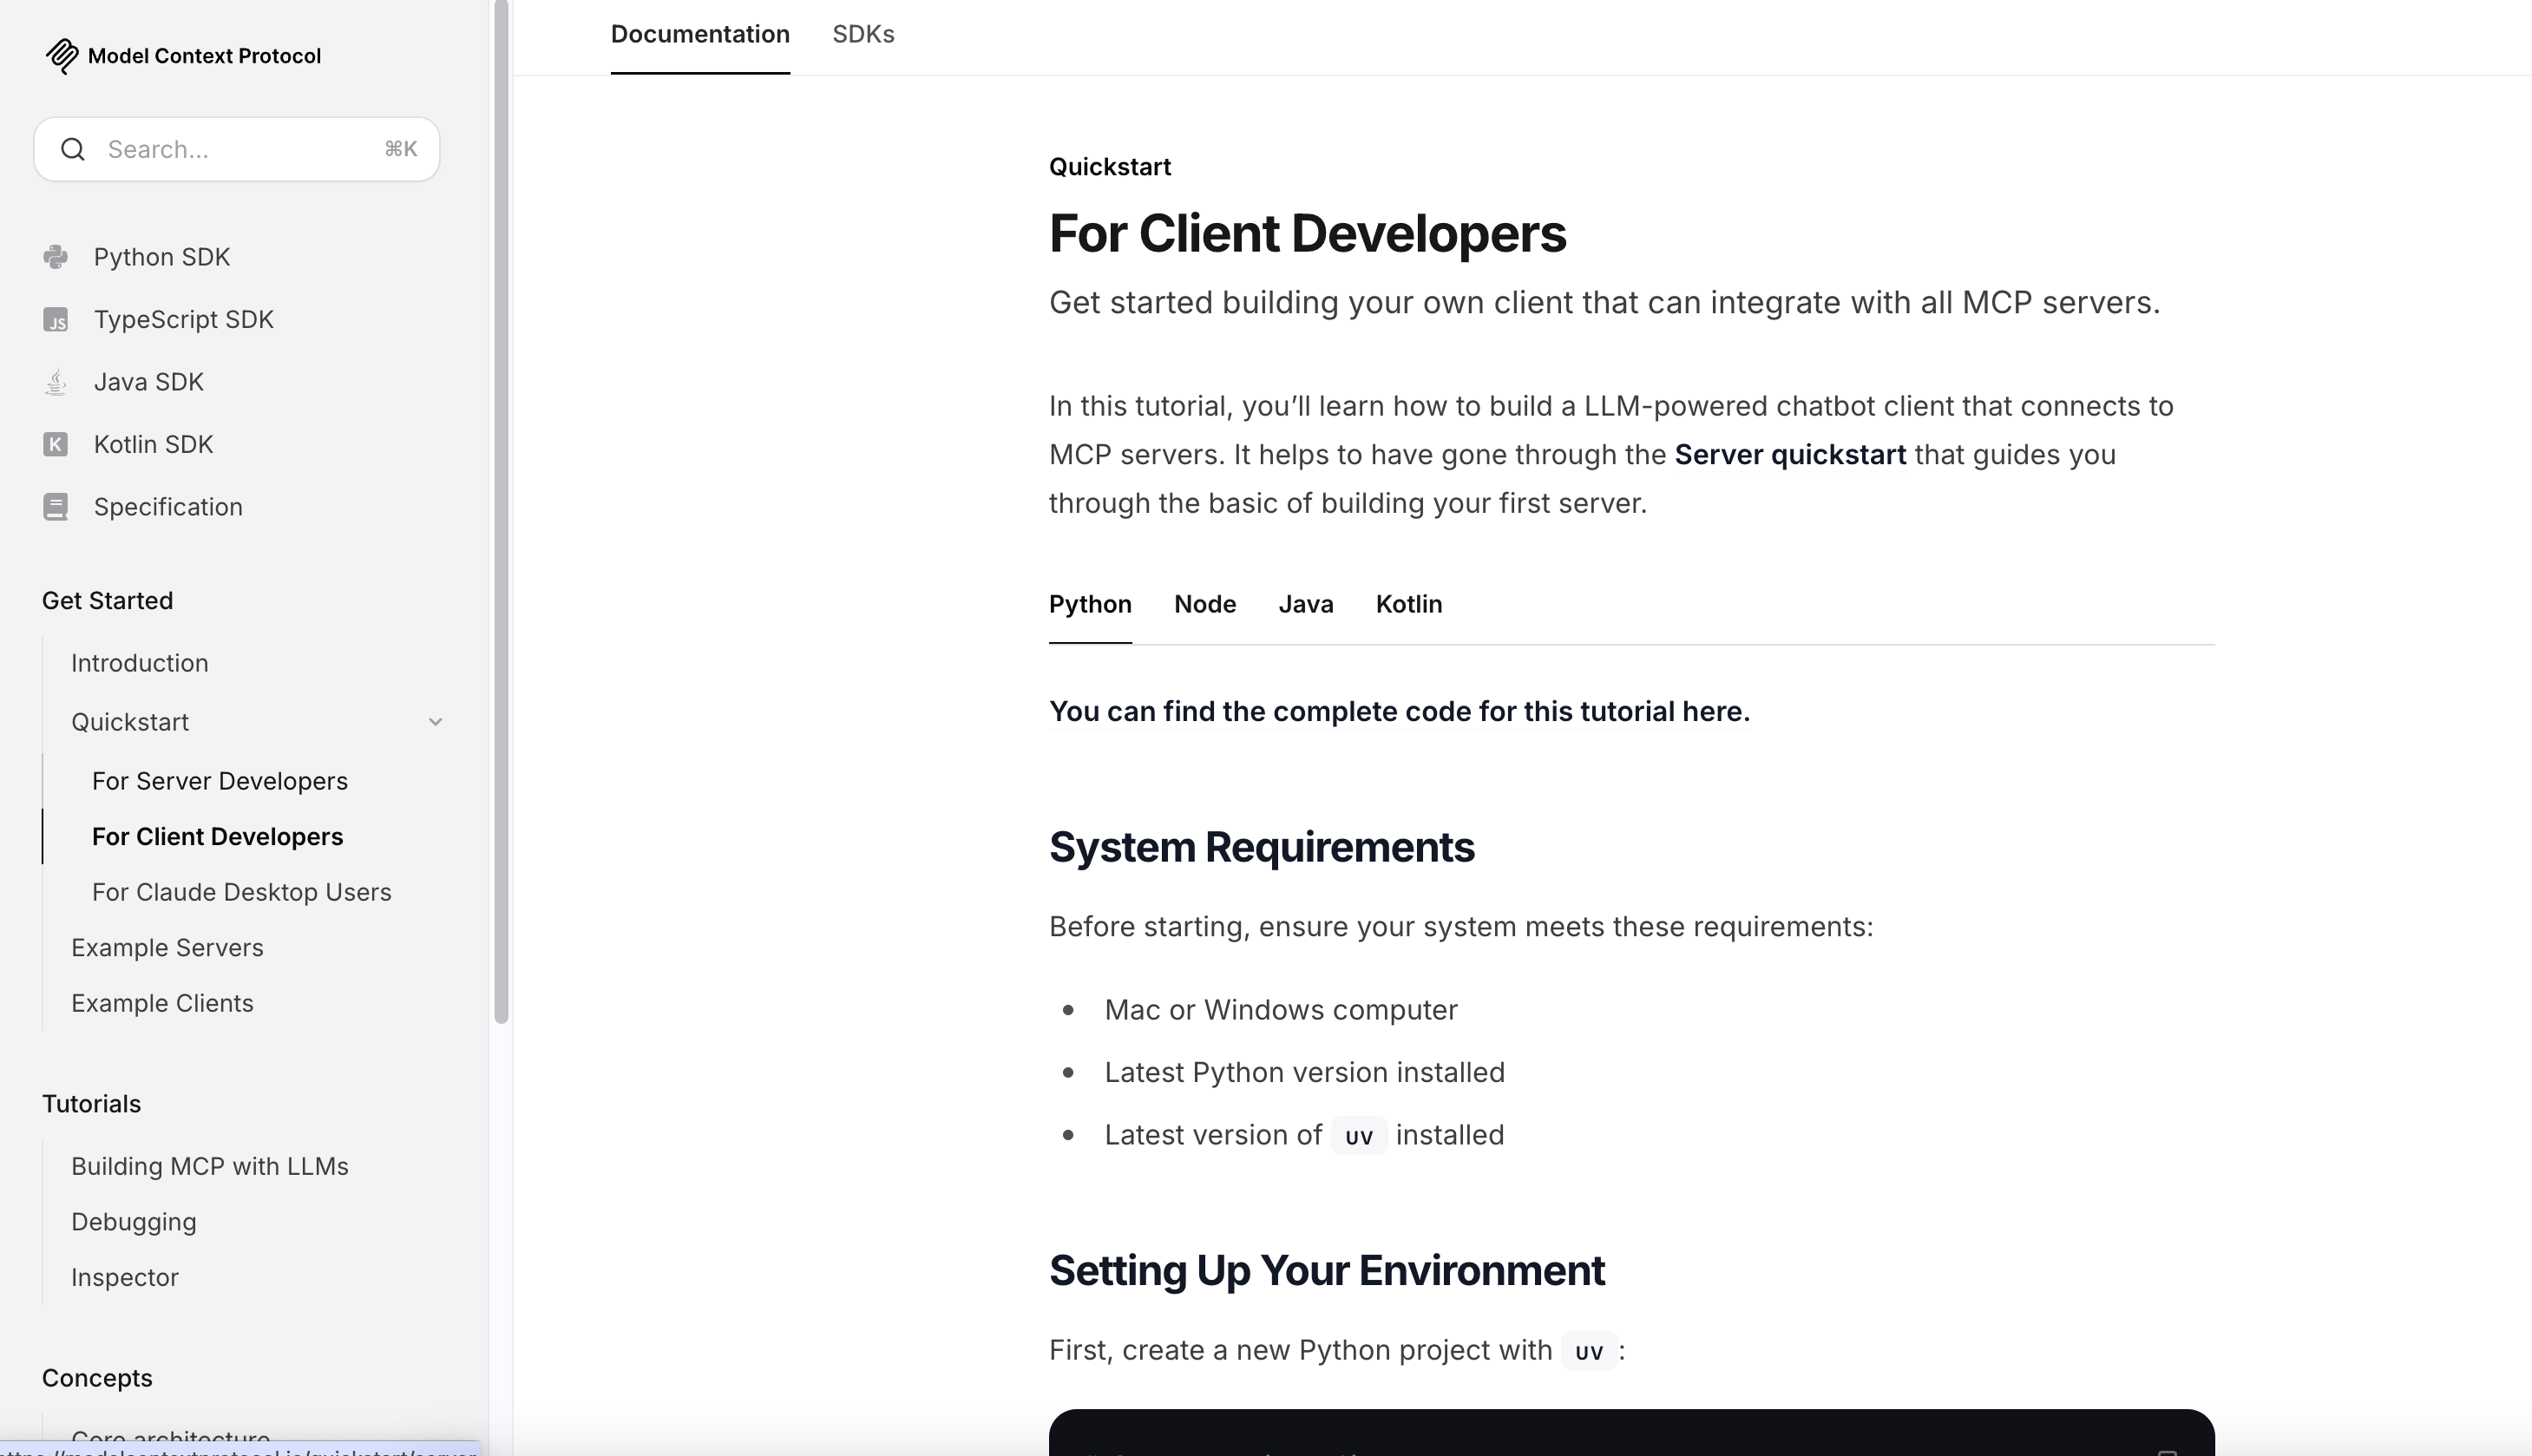 Model Context Protocol
Search...
⌘K
Python SDK
TypeScript SDK
Java SDK
Kotlin SDK
Specification
Get Started
Introduction
Quickstart
For Server Developers
For Client Developers
For Claude Desktop Users
Example Servers
Example Clients
Tutorials
Building MCP with LLMs
Debugging
Inspector
Concepts
Core architecture
Documentation
SDKs
Quickstart
For Client Developers
Get started building your own client that can integrate with all MCP servers.
In this tutorial, you’ll learn how to build a LLM-powered chatbot client that connects to
MCP servers. It helps to have gone through the Server quickstart that guides you
through the basic of building your first server.
Python
Node
Java
Kotlin
You can find the complete code for this tutorial here.
System Requirements
Before starting, ensure your system meets these requirements:
Mac or Windows computer
Latest Python version installed
Latest version of uv installed
Setting Up Your Environment
First, create a new Python project with uv: